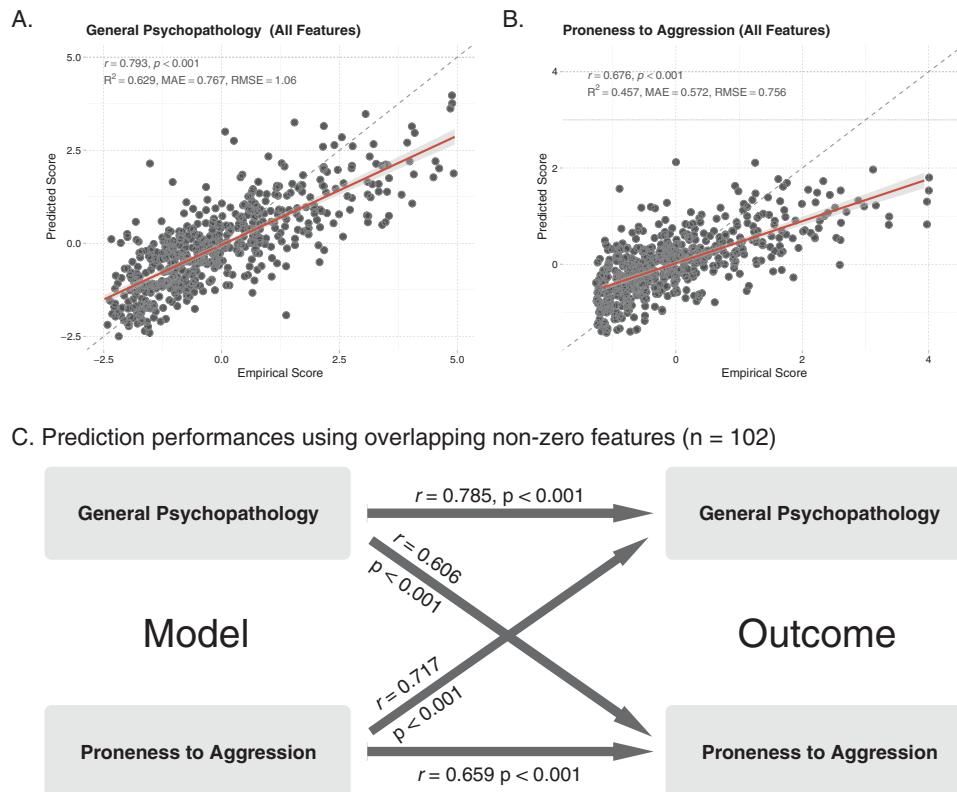 A.
General Psychopathology (All Features)
r = 0.793, p < 0.001
R² = 0.629, MAE = 0.767, RMSE = 1.06
5.0
2.5
0.0
−2.5
Predicted Score
−2.5 0.0 2.5 5.0
Empirical Score
B.
Proneness to Aggression (All Features)
r = 0.676, p < 0.001
R² = 0.457, MAE = 0.572, RMSE = 0.756
4
2
0
Predicted Score
0 2 4
Empirical Score
C. Prediction performances using overlapping non-zero features (n = 102)
General Psychopathology
r = 0.785, p < 0.001
General Psychopathology
r = 0.606
p < 0.001
Model
Outcome
r = 0.717
p < 0.001
Proneness to Aggression
r = 0.659 p < 0.001
Proneness to Aggression